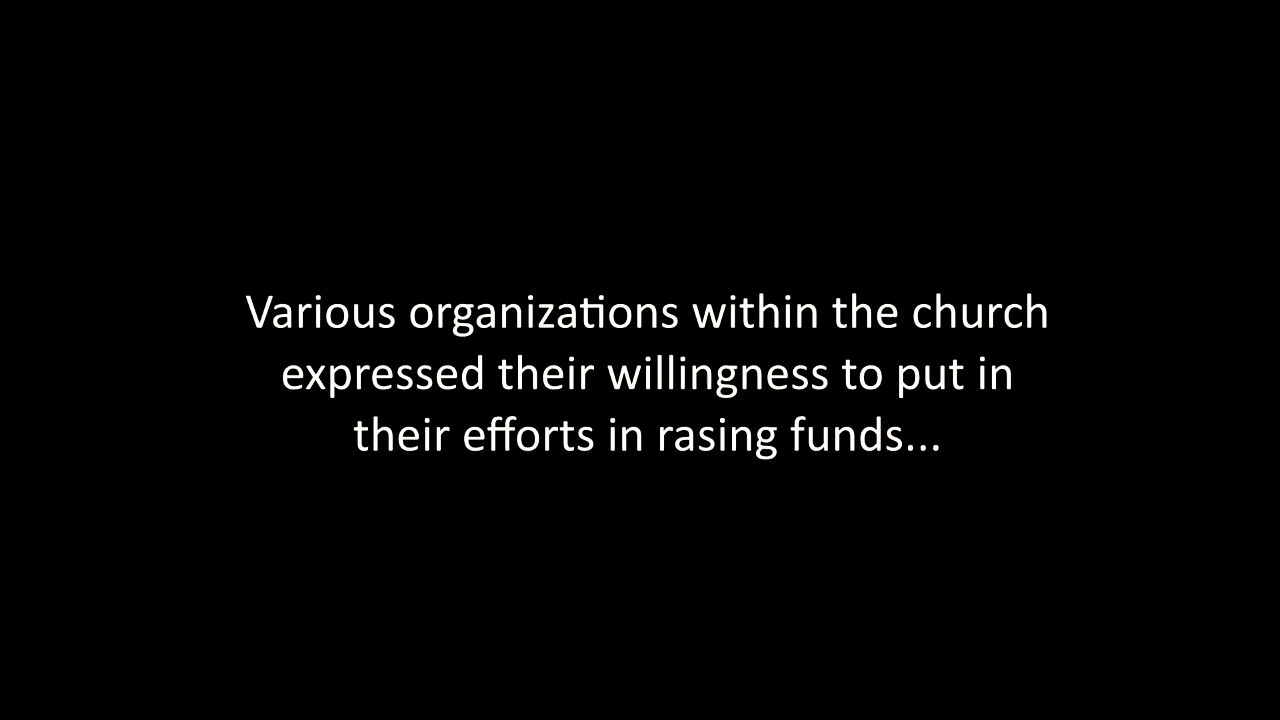 Various organizations within the church
expressed their willingness to put in
their efforts in rasing funds...